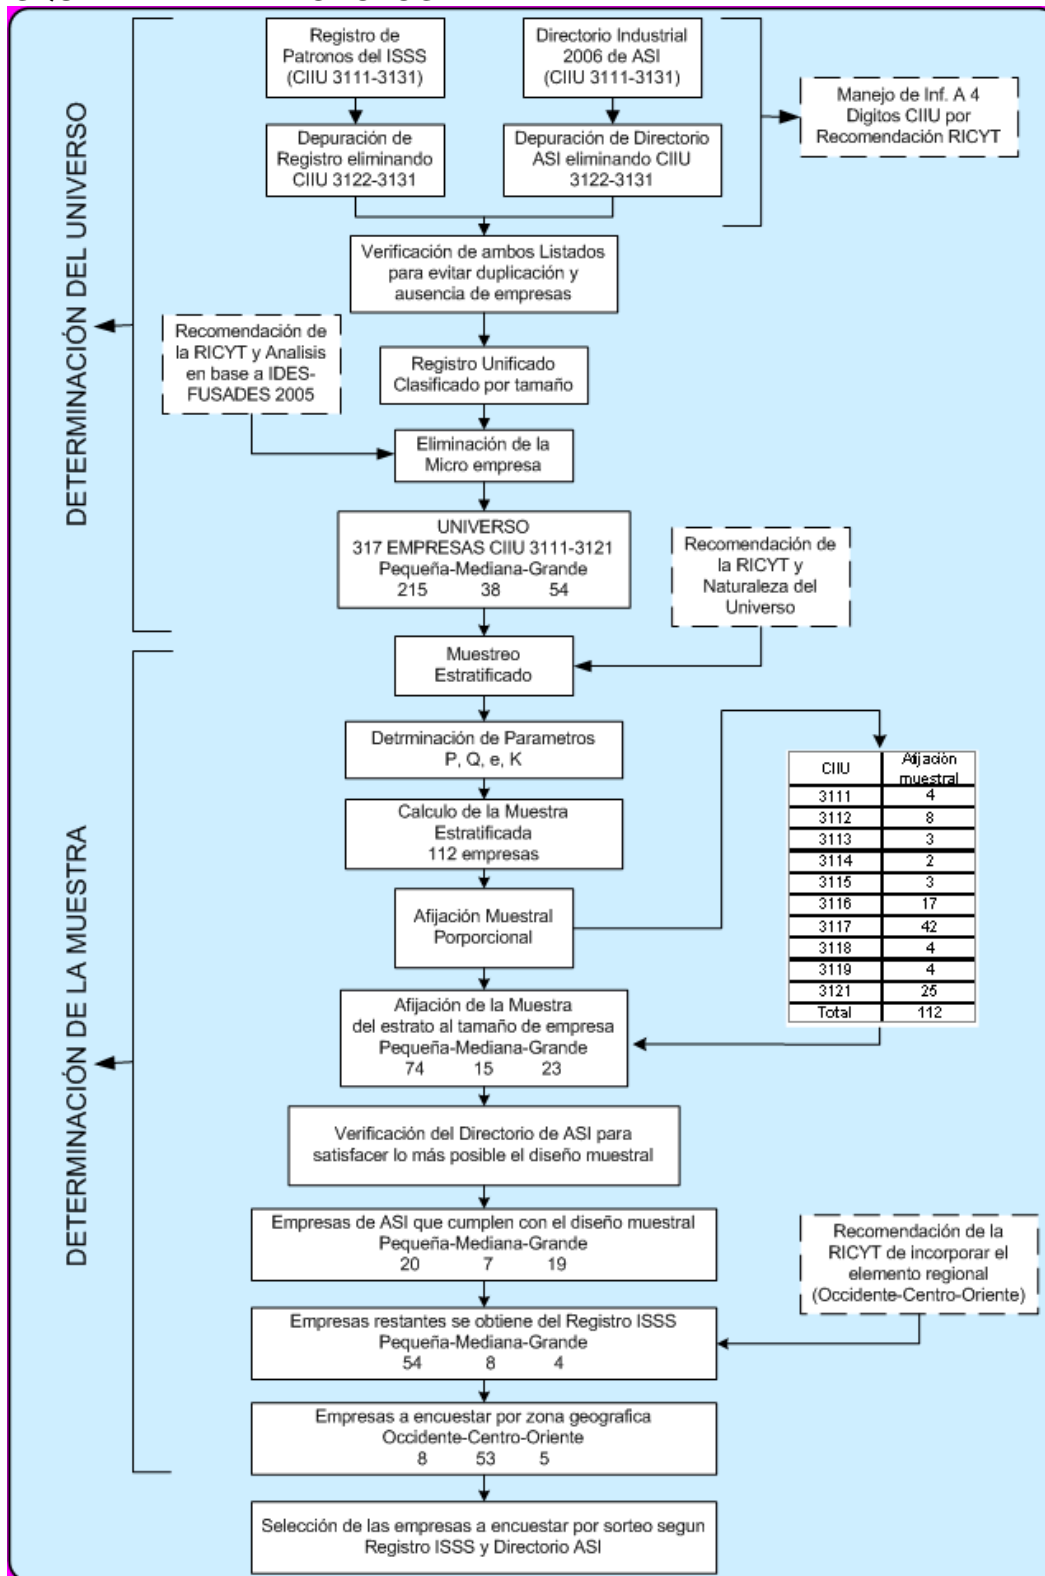 Registro de
Patronos del ISSS
(CIIU 3111-3131)
Directorio Industrial
2006 de ASI
(CIIU 3111-3131)
Manejo de Inf. A 4
Digitos CIIU por
Recomendación RICYT
Depuración de
Registro eliminando
CIIU 3122-3131
Depuración de Directorio
ASI eliminando CIIU
3122-3131
DETERMINACIÓN DEL UNIVERSO
Verificación de ambos Listados
para evitar duplicación y
ausencia de empresas
Recomendación de
la RICYT y Analisis
en base a IDES-
FUSADES 2005
Registro Unificado
Clasificado por tamaño
Eliminación de la
Micro empresa
UNIVERSO
317 EMPRESAS CIIU 3111-3121
Pequeña-Mediana-Grande
215 38 54
Recomendación de
la RICYT y
Naturaleza del
Universo
DETERMINACIÓN DE LA MUESTRA
Muestreo
Estratificado
Detrminación de Parametros
P, Q, e, K
Calculo de la Muestra
Estratificada
112 empresas
Afijación Muestral
Porporcional
CIIU Afijación muestral
3111 4
3112 8
3113 3
3114 2
3115 3
3116 17
3117 42
3118 4
3119 4
3121 25
Total 112
Afijación de la Muestra
del estrato al tamaño de empresa
Pequeña-Mediana-Grande
74 15 23
Verificación del Directorio de ASI para
satisfacer lo más posible el diseño muestral
Empresas de ASI que cumplen con el diseño muestral
Pequeña-Mediana-Grande
20 7 19
Recomendación de la
RICYT de incorporar el
elemento regional
(Occidente-Centro-Oriente)
Empresas restantes se obtiene del Registro ISSS
Pequeña-Mediana-Grande
54 8 4
Empresas a encuestar por zona geografica
Occidente-Centro-Oriente
8 53 5
Selección de las empresas a encuestar por sorteo segun
Registro ISSS y Directorio ASI